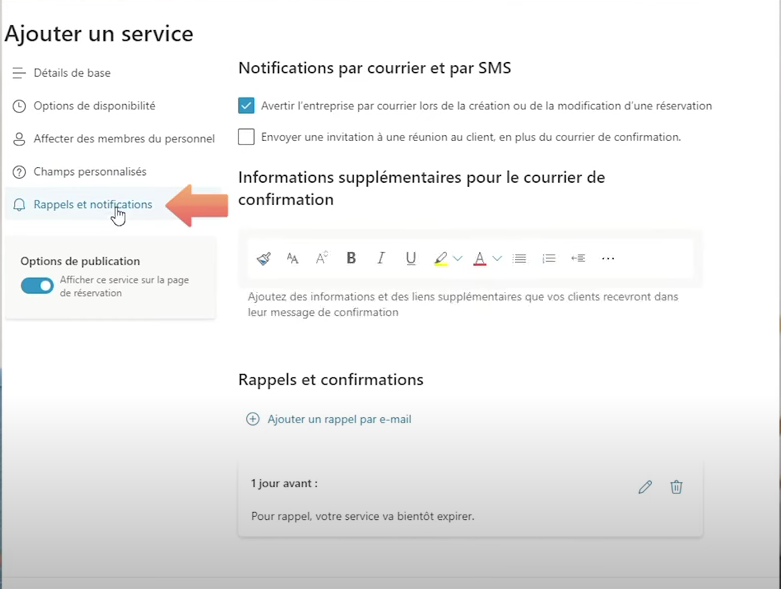 Ajouter un service
Détails de base
Options de disponibilité
Affecter des membres du personnel
Champs personnalisés
Rappels et notifications
Options de publication
Afficher ce service sur la page
de réservation
Notifications par courrier et par SMS
Avertir l'entreprise par courrier lors de la création ou de la modification d'une réservation
Envoyer une invitation à une réunion au client, en plus du courrier de confirmation.
Informations supplémentaires pour le courrier de
confirmation
B I U A
Ajoutez des informations et des liens supplémentaires que vos clients recevront dans
leur message de confirmation
Rappels et confirmations
Ajouter un rappel par e-mail
1 jour avant :
Pour rappel, votre service va bientôt expirer.